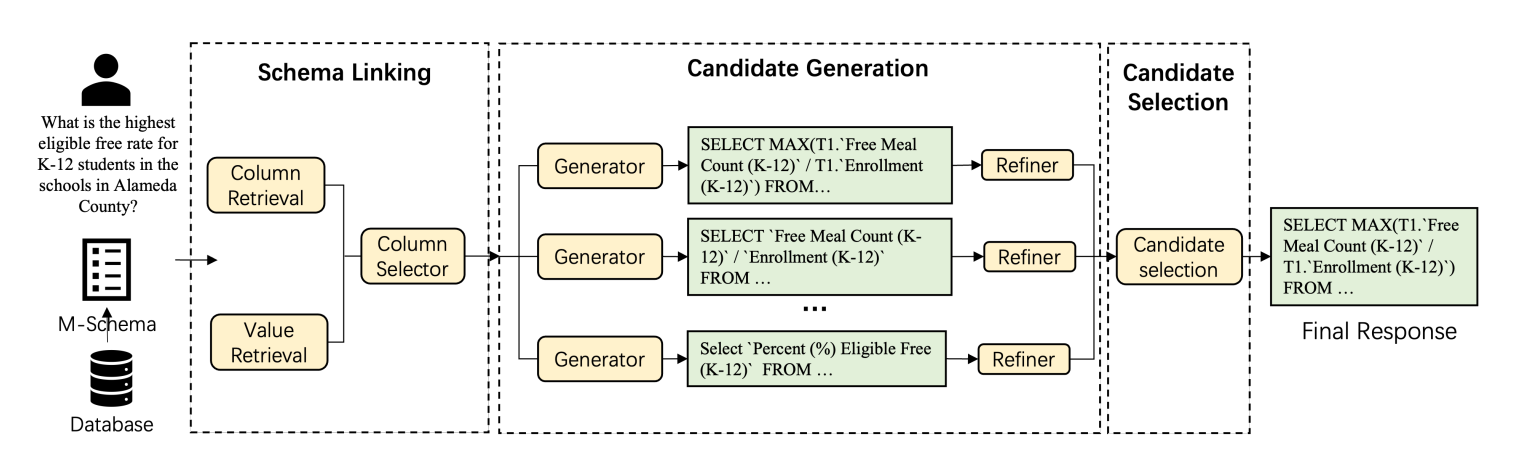 What is the highest
eligible free rate for
K-12 students in the
schools in Alameda
County?
M-Schema
Database
Schema Linking
Column
Retrieval
Value
Retrieval
Column
Selector
Candidate Generation
Generator
SELECT MAX(T1.`Free Meal
Count (K-12)` / T1.`Enrollment
(K-12)`) FROM…
Refiner
Generator
SELECT `Free Meal Count (K-
12)` / `Enrollment (K-12)`
FROM …
Refiner
...
Generator
Select `Percent (%) Eligible Free
(K-12)` FROM …
Refiner
Candidate
Selection
Candidate
selection
SELECT MAX(T1.`Free
Meal Count (K-12)` /
T1.`Enrollment (K-12)`)
FROM …
Final Response